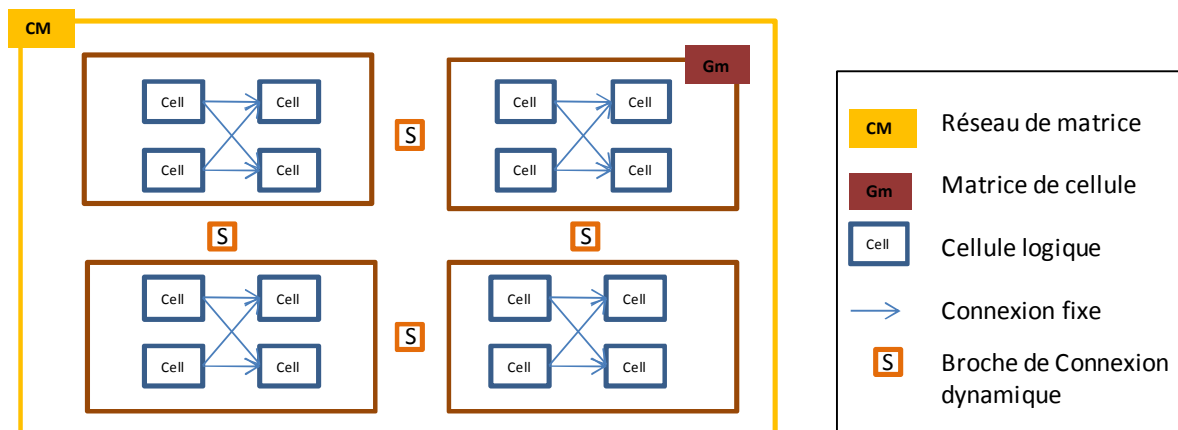 CM
Gm
Cell Cell Cell Cell
S
Cell Cell Cell Cell
S S
Cell Cell Cell Cell
S
Cell Cell Cell Cell
CM Réseau de matrice
Gm Matrice de cellule
Cell Cellule logique
Connexion fixe
S Broche de Connexion
dynamique